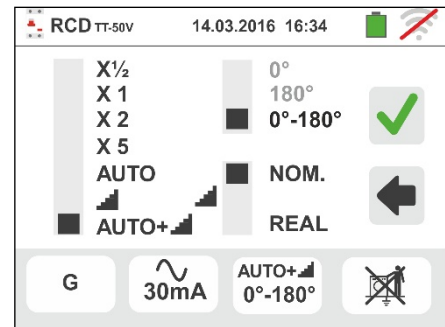 RCD TT-50V 14.03.2016 16:34
X½ 0°
X 1 180°
X 2 0°-180°
X 5
AUTO NOM.
AUTO+ REAL
G
30mA
AUTO+
0°-180°